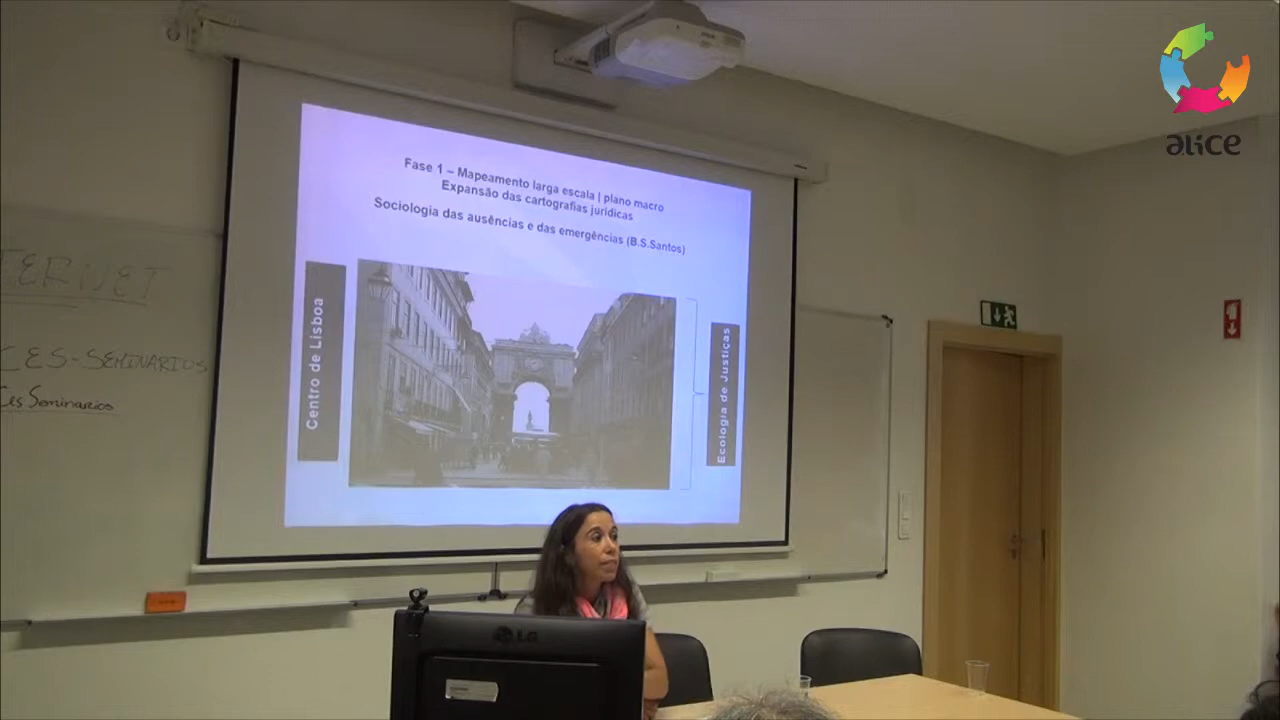 alice
Fase 1 – Mapeamento larga escala | plano macro
Expansão das cartografias jurídicas
Sociologia das ausências e das emergências (B.S.Santos)
Centro de Lisboa
Ecologia de Justiças
CES-SEMINARIOS
Ces Seminarios
LG